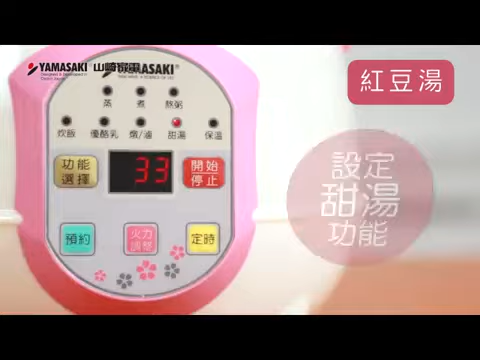 YAMASAKI 山崎家電
YAMASAKI®
紅豆湯
蒸 煮 熬粥
炊飯 優酪乳 燉/滷 甜湯 保溫
功能
選擇
33
開始
停止
設定
甜湯
功能
預約
火力
調整
定時